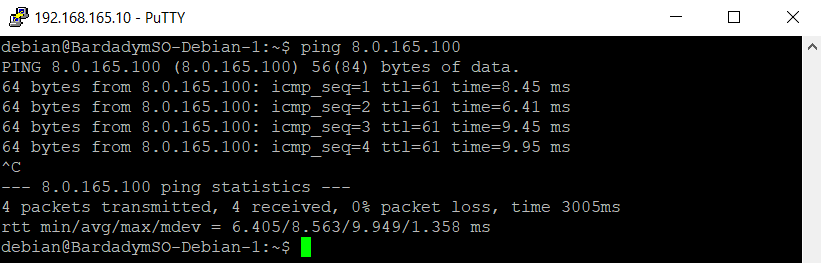 192.168.165.10 - PuTTY
debian@BardadymSO-Debian-1:~$ ping 8.0.165.100
PING 8.0.165.100 (8.0.165.100) 56(84) bytes of data.
64 bytes from 8.0.165.100: icmp_seq=1 ttl=61 time=8.45 ms
64 bytes from 8.0.165.100: icmp_seq=2 ttl=61 time=6.41 ms
64 bytes from 8.0.165.100: icmp_seq=3 ttl=61 time=9.45 ms
64 bytes from 8.0.165.100: icmp_seq=4 ttl=61 time=9.95 ms
^C
--- 8.0.165.100 ping statistics ---
4 packets transmitted, 4 received, 0% packet loss, time 3005ms
rtt min/avg/max/mdev = 6.405/8.563/9.949/1.358 ms
debian@BardadymSO-Debian-1:~$